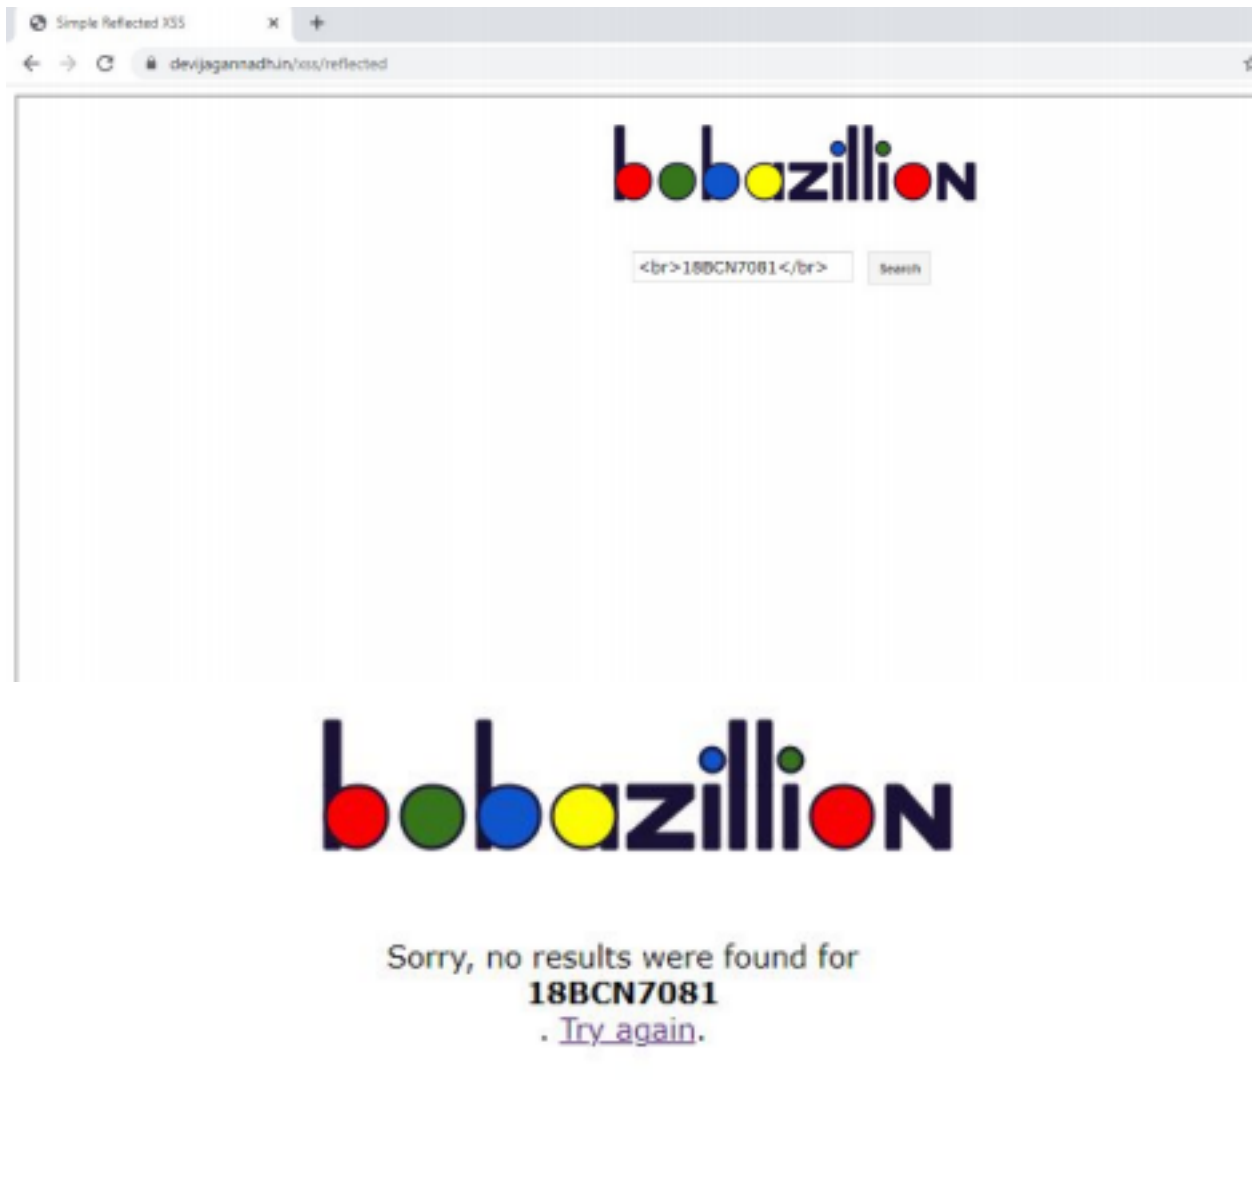 Simple Reflected XSS
devijagannadh.in/xss/reflected
bobazillion
<br>18BCN7081</br> Search
bobazillion
Sorry, no results were found for
18BCN7081
. Try again.